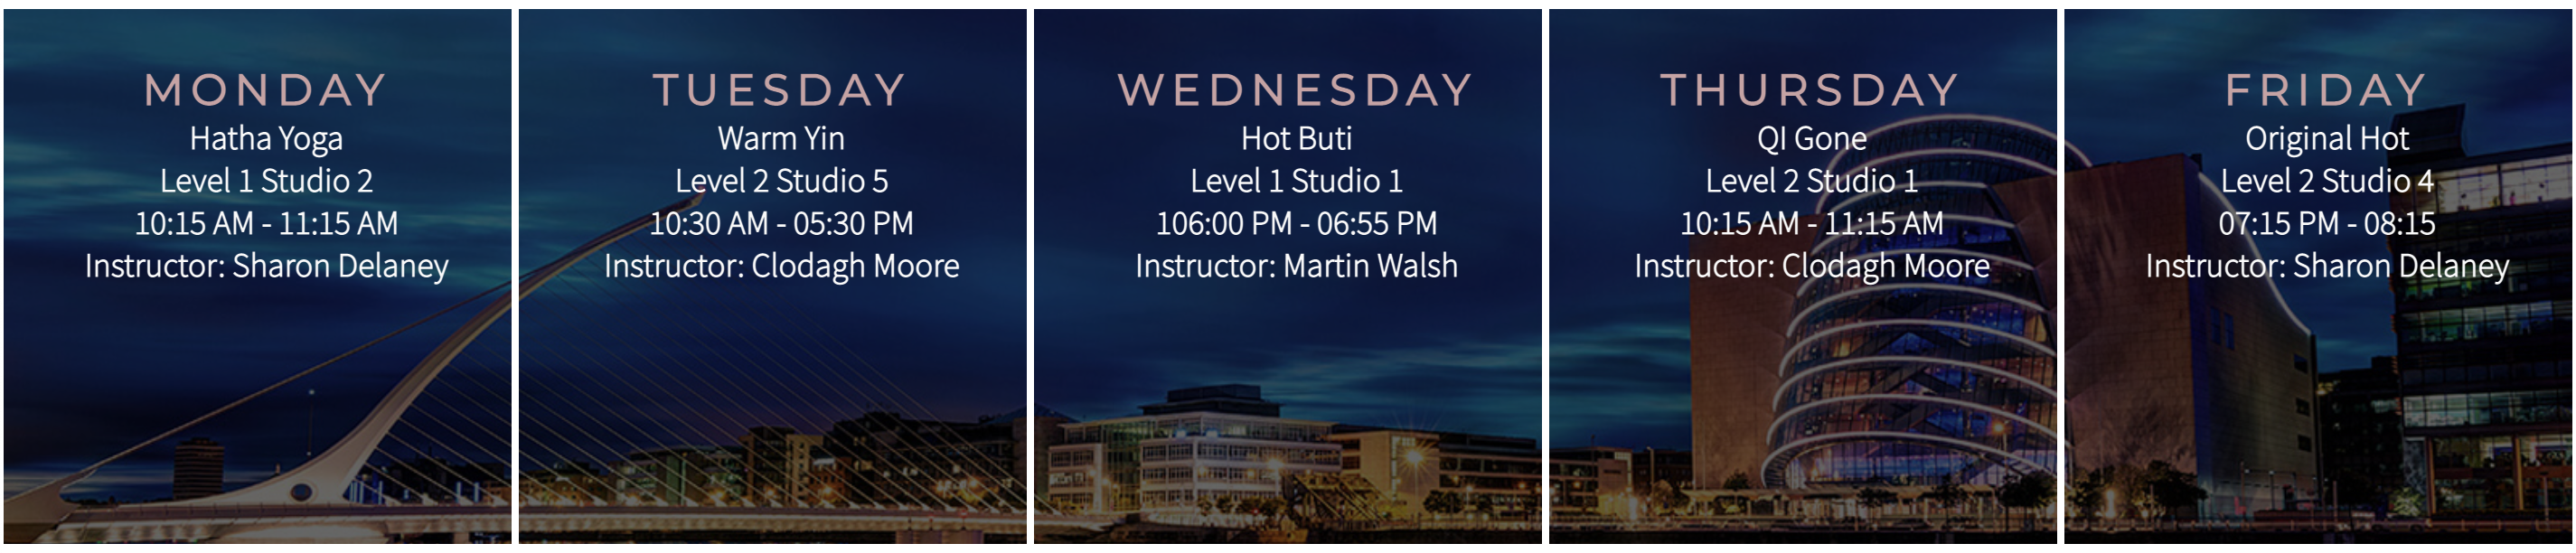 MONDAY
Hatha Yoga
Level 1 Studio 2
10:15 AM - 11:15 AM
Instructor: Sharon Delaney
TUESDAY
Warm Yin
Level 2 Studio 5
10:30 AM - 05:30 PM
Instructor: Clodagh Moore
WEDNESDAY
Hot Buti
Level 1 Studio 1
106:00 PM - 06:55 PM
Instructor: Martin Walsh
THURSDAY
QI Gone
Level 2 Studio 1
10:15 AM - 11:15 AM
Instructor: Clodagh Moore
FRIDAY
Original Hot
Level 2 Studio 4
07:15 PM - 08:15
Instructor: Sharon Delaney